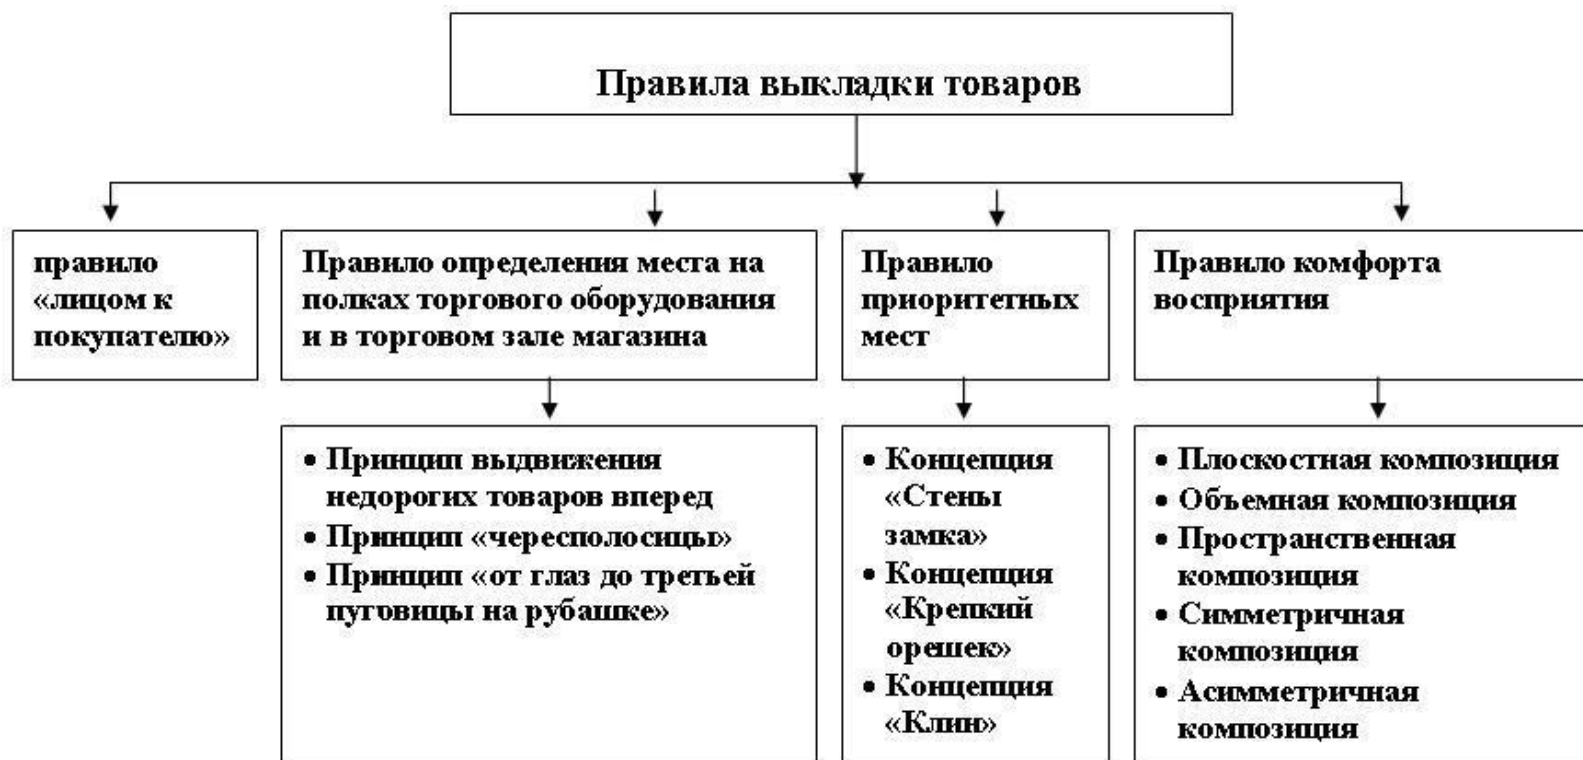 Правила выкладки товаров
правило
«лицом к
покупателю»
Правило определения места на
полках торгового оборудования
и в торговом зале магазина
Правило
приоритетных
мест
Правило комфорта
восприятия
• Принцип выдвижения
недорогих товаров вперед
• Принцип «чересполосицы»
• Принцип «от глаз до третьей
пуговицы на рубашке»
• Концепция
«Стены
замка»
• Концепция
«Крепкий
орешек»
• Концепция
«Клин»
• Плоскостная композиция
• Объемная композиция
• Пространственная
композиция
• Симметричная
композиция
• Асимметричная
композиция